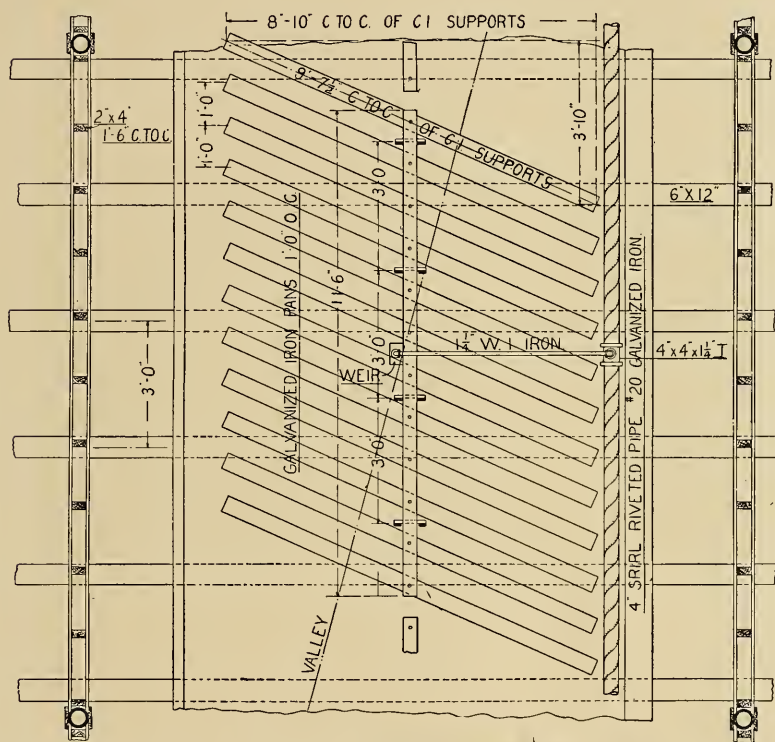 8'-10" C TO C. OF C I SUPPORTS
9'-7½" C TO C OF G I SUPPORTS
2"x4"
1'-6" C.TO.C.
1'-0"
1'-0"
3'-10"
3'-0"
6"X12"
GALVANIZED IRON PANS 1'0" O.C.
11'-6"
3'-0"
1¼" W. I IRON.
WEIR
4"x4"x1¼" T
3'-0"
3'-0"
4" SRIRL RIVETED PIPE #20 GALVANIZED IRON.
VALLEY